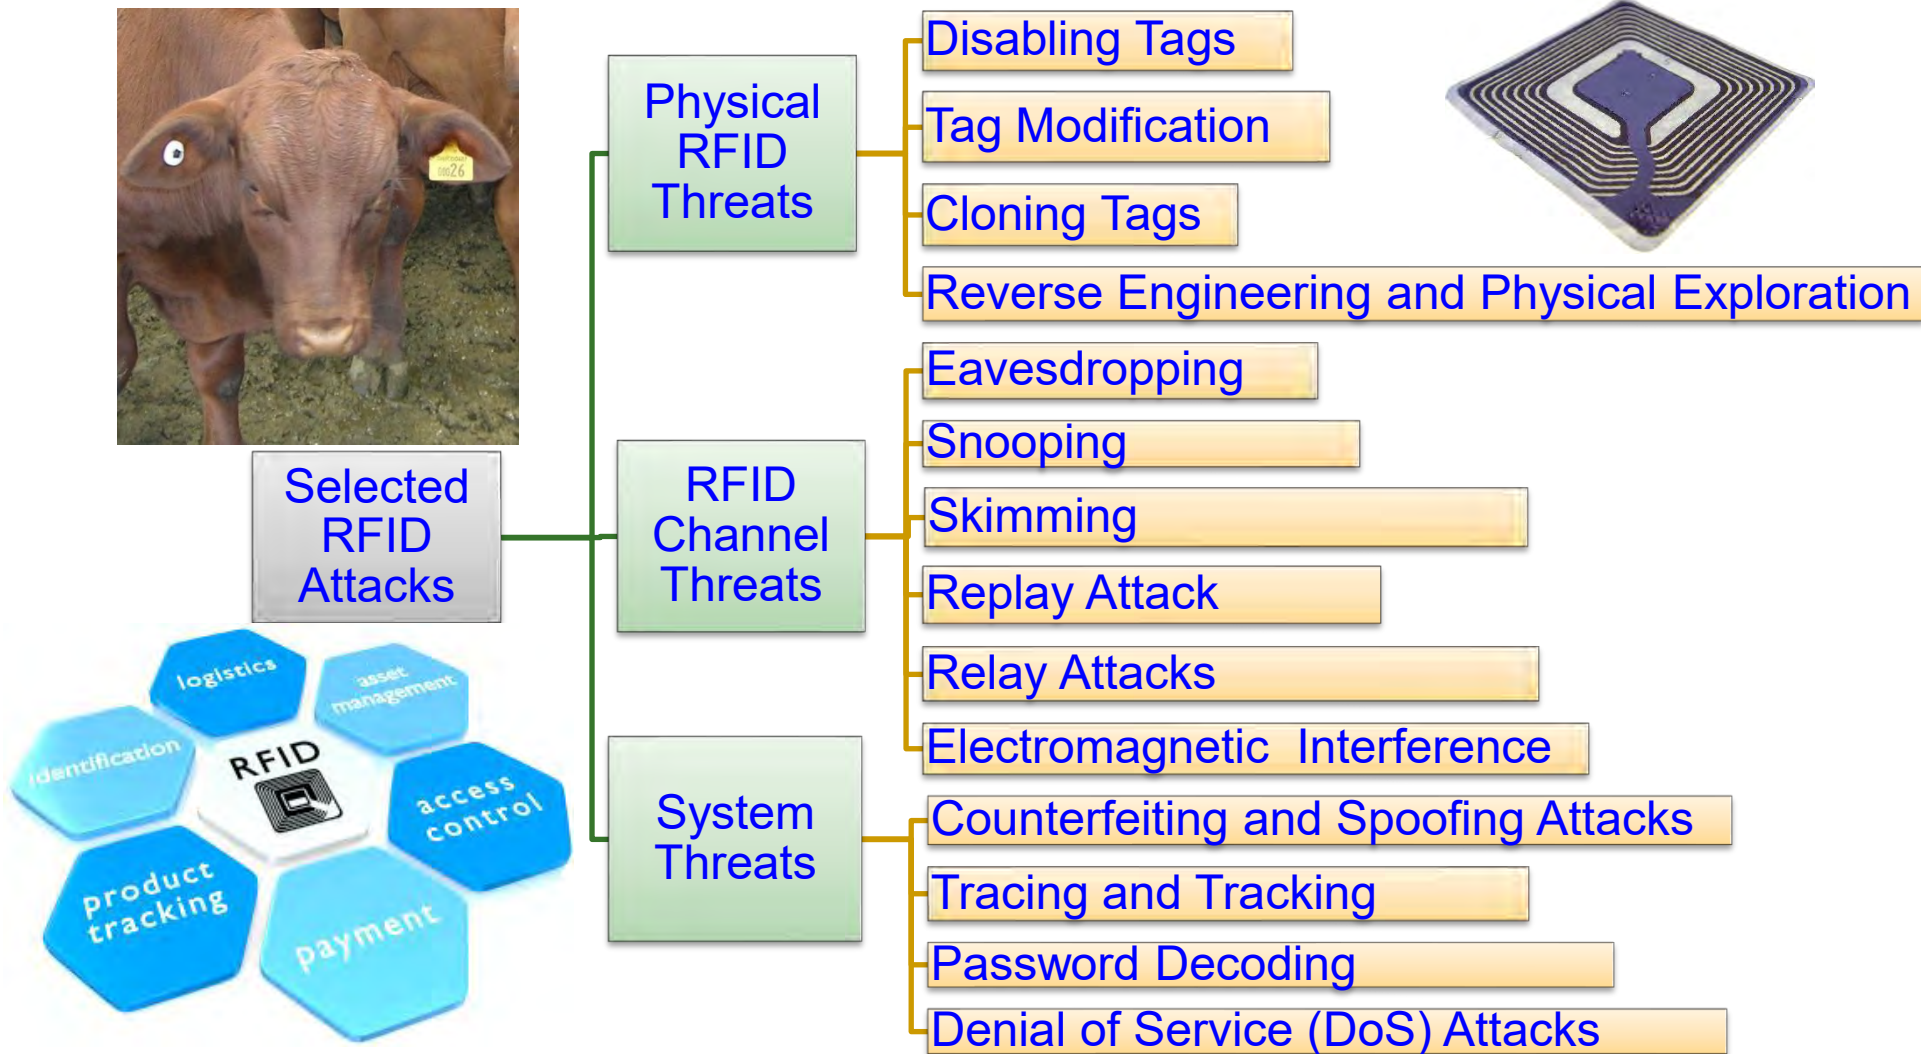 Selected
RFID
Attacks
Physical
RFID
Threats
Disabling Tags
Tag Modification
Cloning Tags
Reverse Engineering and Physical Exploration
RFID
Channel
Threats
Eavesdropping
Snooping
Skimming
Replay Attack
Relay Attacks
Electromagnetic Interference
System
Threats
Counterfeiting and Spoofing Attacks
Tracing and Tracking
Password Decoding
Denial of Service (DoS) Attacks
26
logistics
asset
management
identification
RFID
access
control
product
tracking
payment